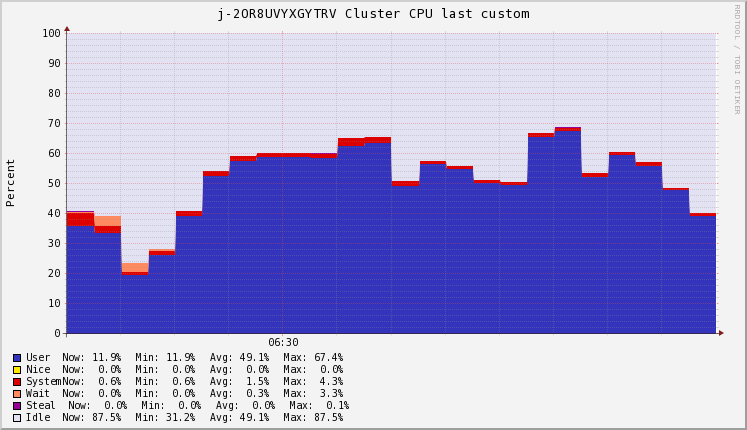 j-2OR8UVYXGYTRV Cluster CPU last custom
RRDTOOL / TOBI OETIKER
Percent
100
90
80
70
60
50
40
30
20
10
0
06:30
User Now: 11.9% Min: 11.9% Avg: 49.1% Max: 67.4%
Nice Now: 0.0% Min: 0.0% Avg: 0.0% Max: 0.0%
System Now: 0.6% Min: 0.6% Avg: 1.5% Max: 4.3%
Wait Now: 0.0% Min: 0.0% Avg: 0.3% Max: 3.3%
Steal Now: 0.0% Min: 0.0% Avg: 0.0% Max: 0.1%
Idle Now: 87.5% Min: 31.2% Avg: 49.1% Max: 87.5%